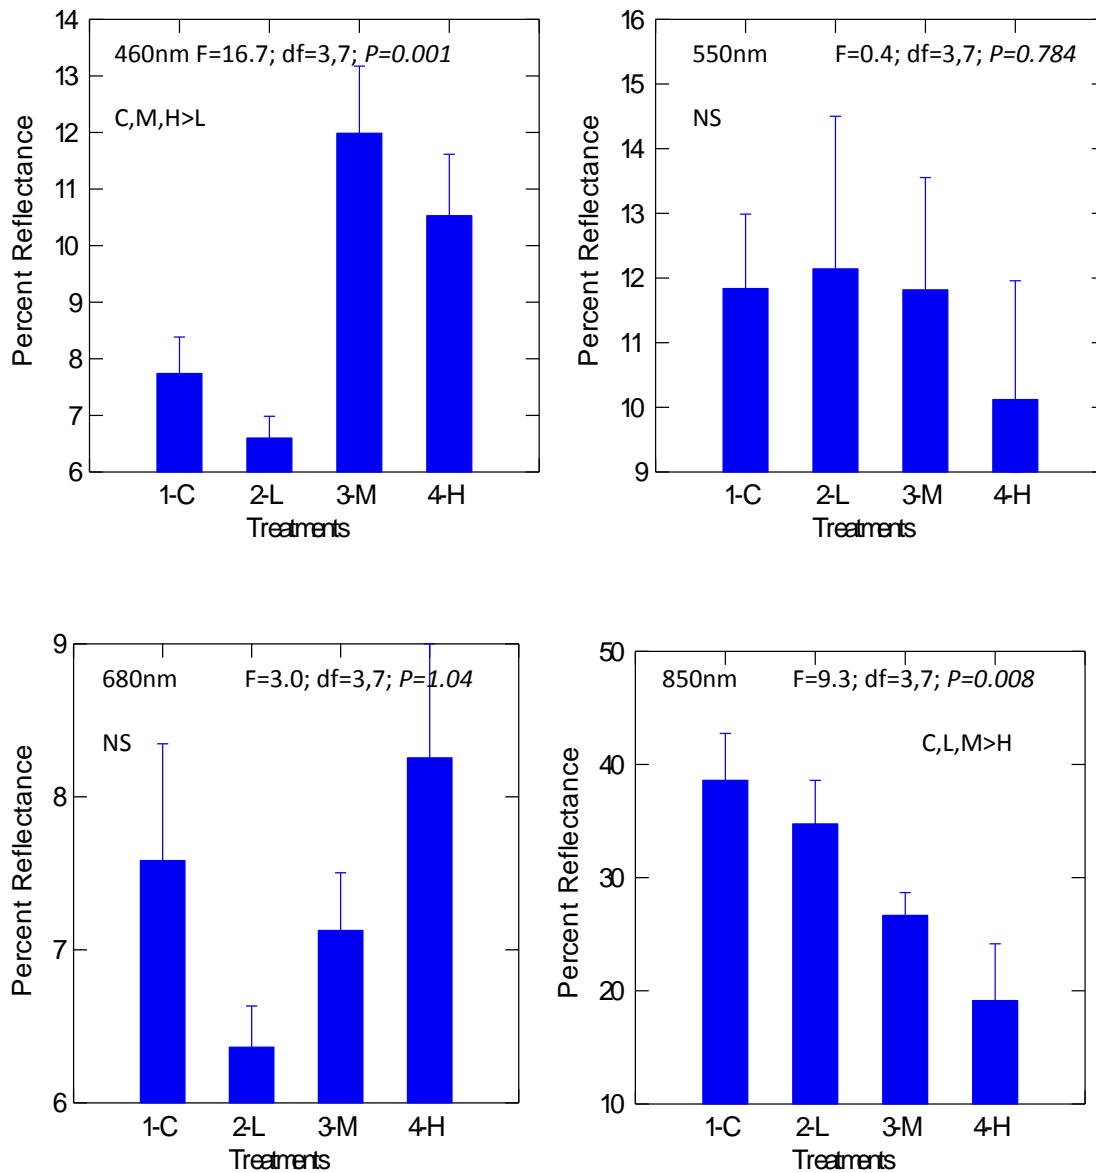 460nm F=16.7; df=3,7; P=0.001
C,M,H>L
Percent Reflectance
14
13
12
11
10
9
8
7
6
1-C 2-L 3-M 4-H
Treatments
550nm F=0.4; df=3,7; P=0.784
NS
Percent Reflectance
16
15
14
13
12
11
10
9
1-C 2-L 3-M 4-H
Treatments
680nm F=3.0; df=3,7; P=1.04
NS
Percent Reflectance
9
8
7
6
1-C 2-L 3-M 4-H
Treatments
850nm F=9.3; df=3,7; P=0.008
C,L,M>H
Percent Reflectance
50
40
30
20
10
1-C 2-L 3-M 4-H
Treatments